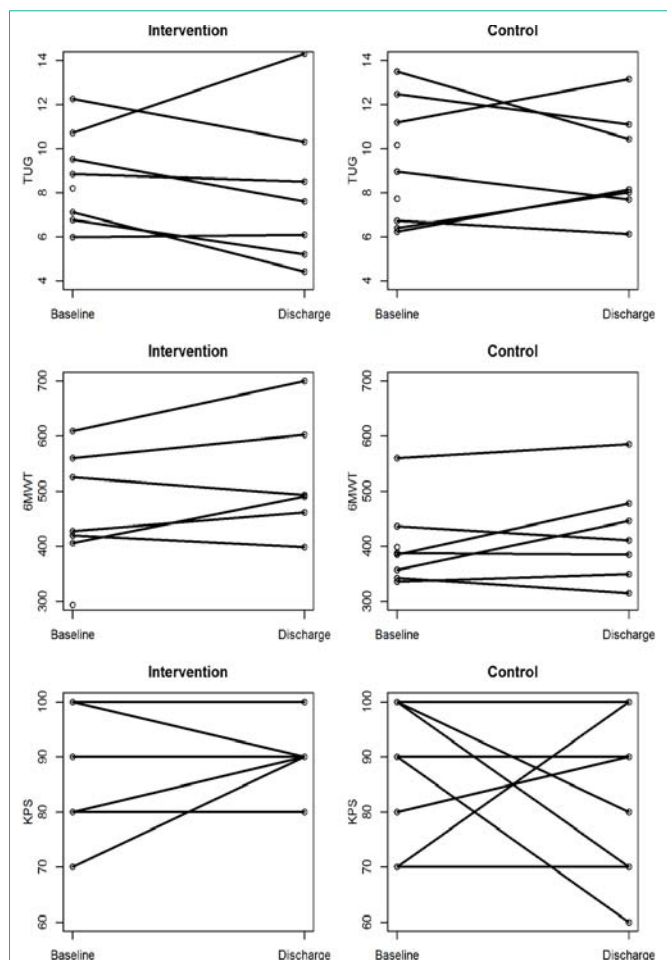 Intervention Control
TUG
14
12
10
8
6
4
Baseline Discharge
TUG
14
12
10
8
6
4
Baseline Discharge
Intervention Control
6MWT
700
600
500
400
300
Baseline Discharge
6MWT
700
600
500
400
300
Baseline Discharge
Intervention Control
KPS
100
90
80
70
60
Baseline Discharge
KPS
100
90
80
70
60
Baseline Discharge